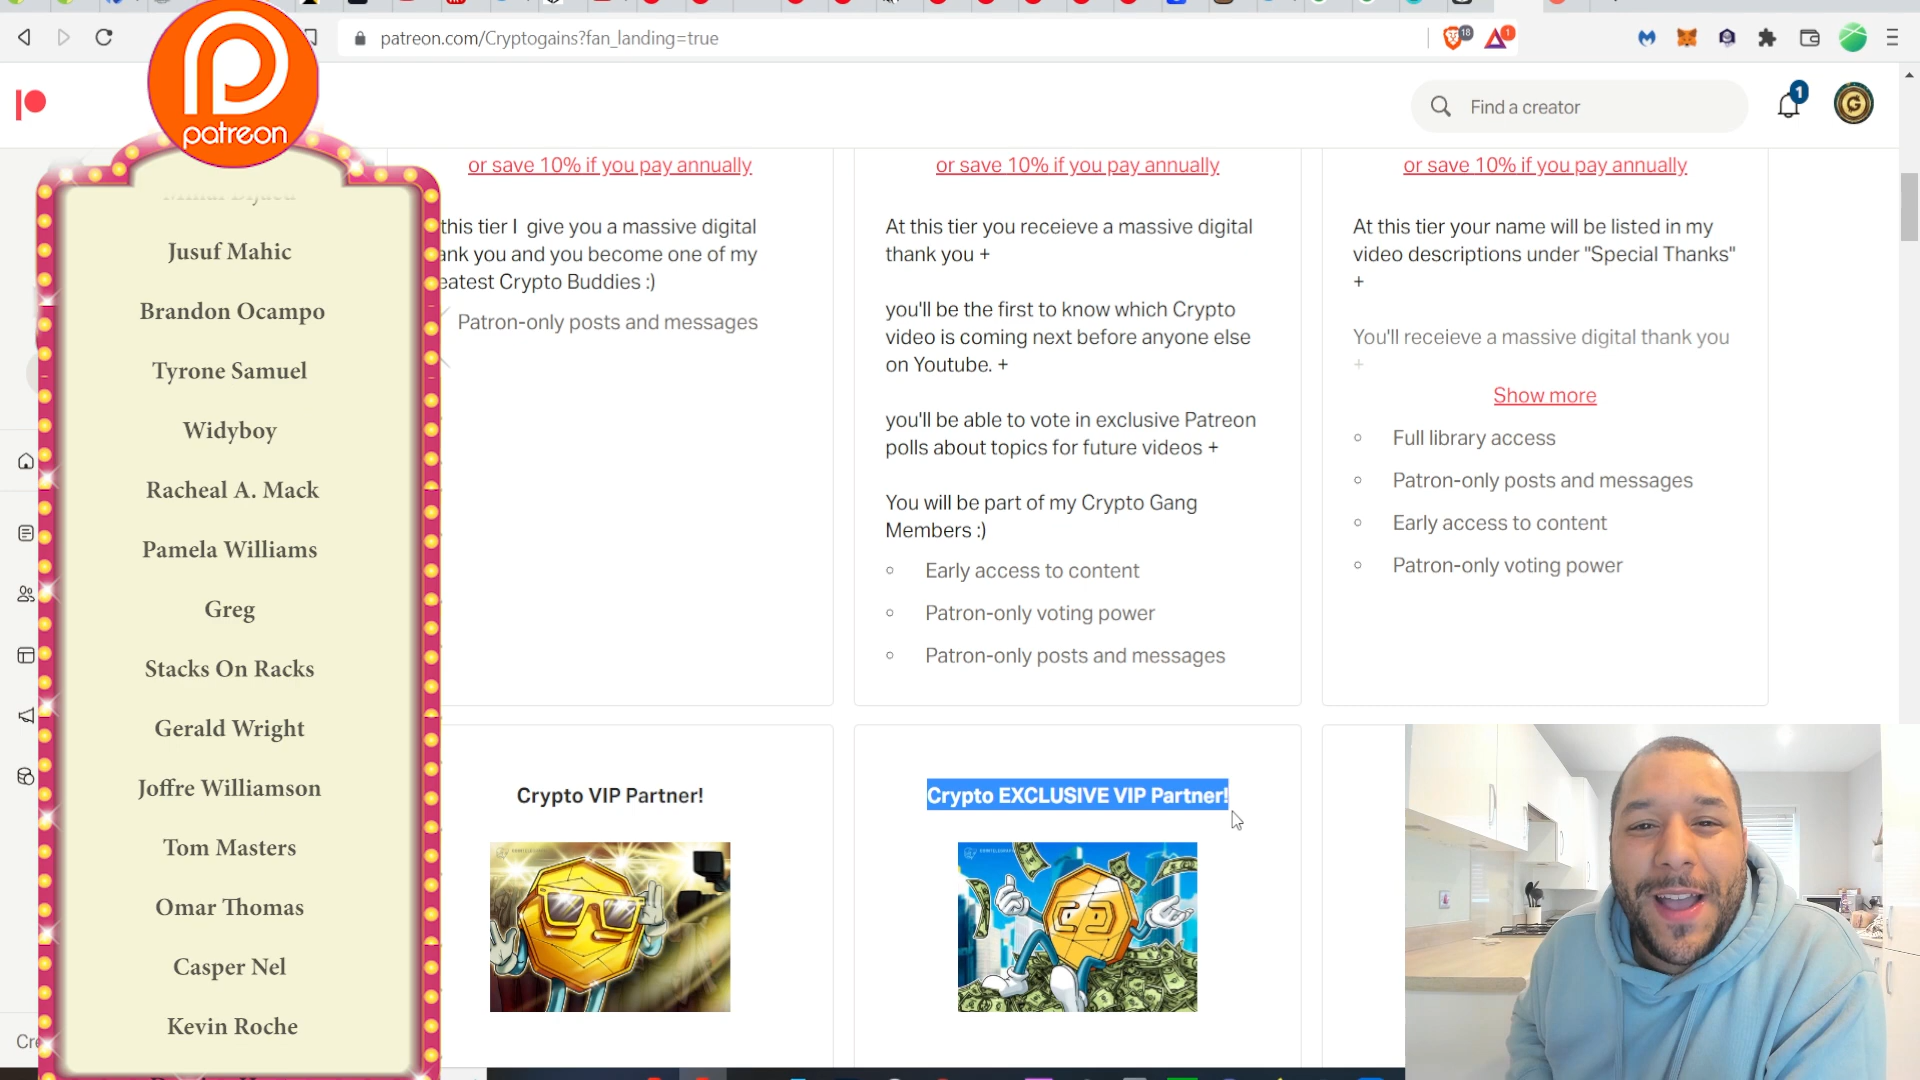 patreon.com/Cryptogains?fan_landing=true
18
1
patreon
Find a creator
1
Jusuf Mahic
Brandon Ocampo
Tyrone Samuel
Widyboy
Racheal A. Mack
Pamela Williams
Greg
Stacks On Racks
Gerald Wright
Joffre Williamson
Tom Masters
Omar Thomas
Casper Nel
Kevin Roche
or save 10% if you pay annually
this tier I give you a massive digital
ank you and you become one of my
eatest Crypto Buddies :)
Patron-only posts and messages
or save 10% if you pay annually
At this tier you receieve a massive digital
thank you +
you'll be the first to know which Crypto
video is coming next before anyone else
on Youtube. +
you'll be able to vote in exclusive Patreon
polls about topics for future videos +
You will be part of my Crypto Gang
Members :)
Early access to content
Patron-only voting power
Patron-only posts and messages
or save 10% if you pay annually
At this tier your name will be listed in my
video descriptions under "Special Thanks"
+
You'll receieve a massive digital thank you
+
Show more
Full library access
Patron-only posts and messages
Early access to content
Patron-only voting power
Crypto VIP Partner!
Crypto EXCLUSIVE VIP Partner!